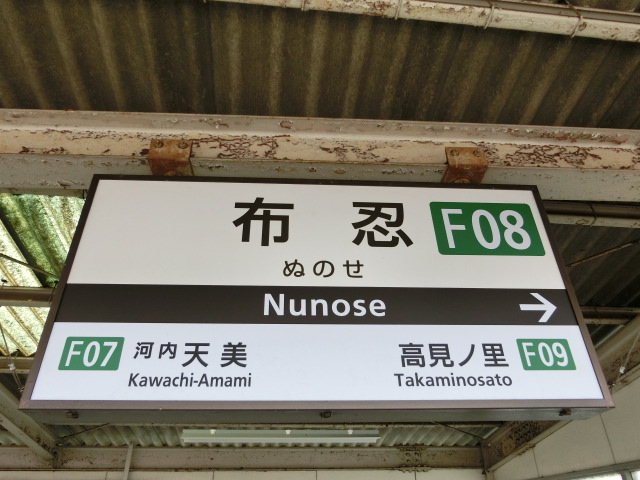 布忍 F08
ぬのせ
Nunose →
F07 河内天美 高見ノ里 F09
Kawachi-Amami Takaminosato